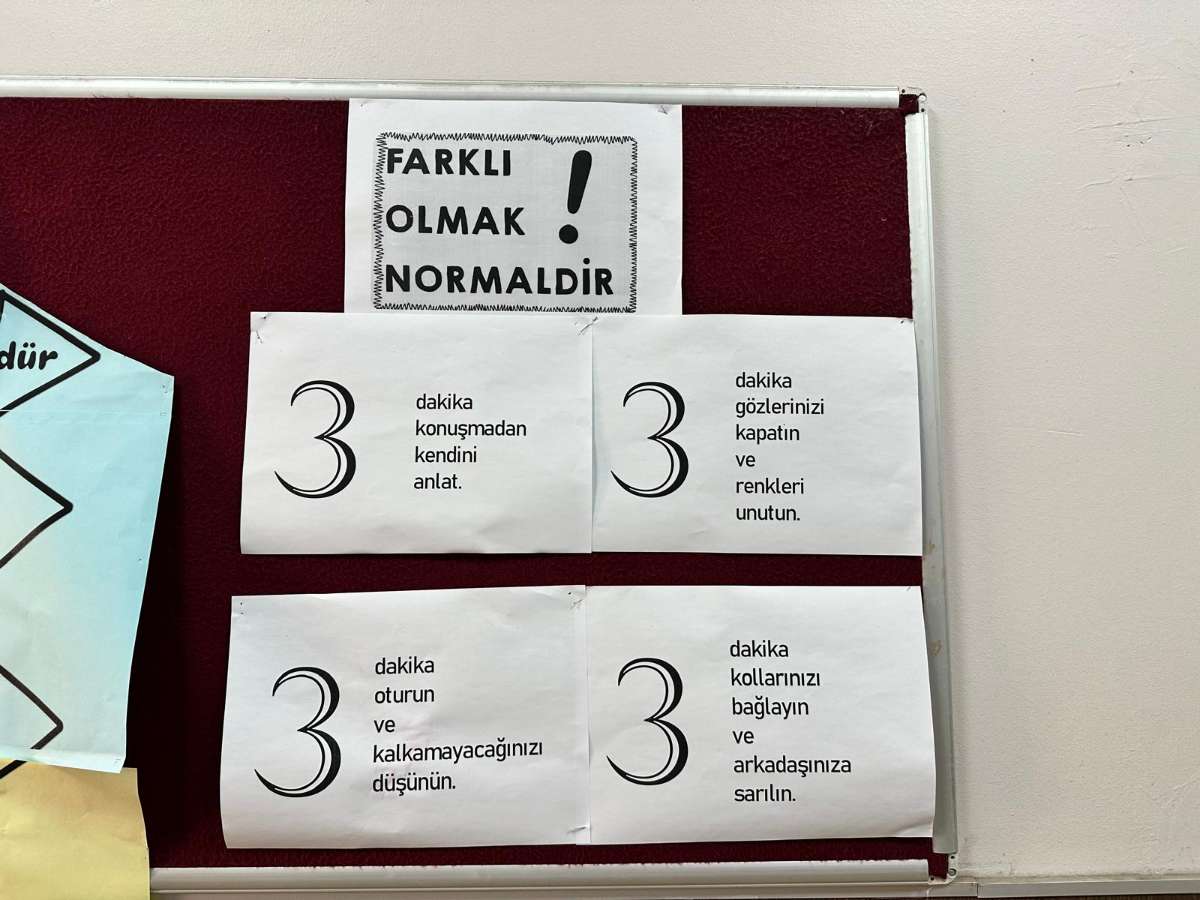 FARKLI
OLMAK
NORMALDİR
!
3
dakika
konuşmadan
kendini
anlat.
3
dakika
gözlerinizi
kapatın
ve
renkleri
unutun.
3
dakika
oturun
ve
kalkamayacağınızı
düşünün.
3
dakika
kollarınızı
bağlayın
ve
arkadaşınıza
sarılın.
dür